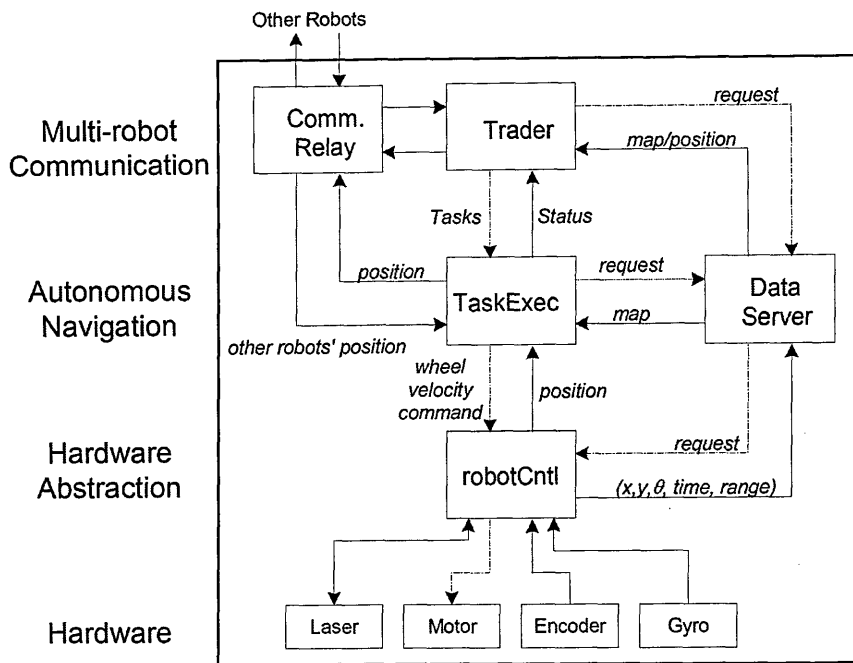 Other Robots
Multi-robot
Communication
Comm.
Relay
Trader
request
map/position
Tasks
Status
Autonomous
Navigation
position
TaskExec
request
map
Data
Server
other robots' position
wheel
velocity
command
position
Hardware
Abstraction
robotCntl
request
(x,y,θ, time, range)
Hardware
Laser
Motor
Encoder
Gyro